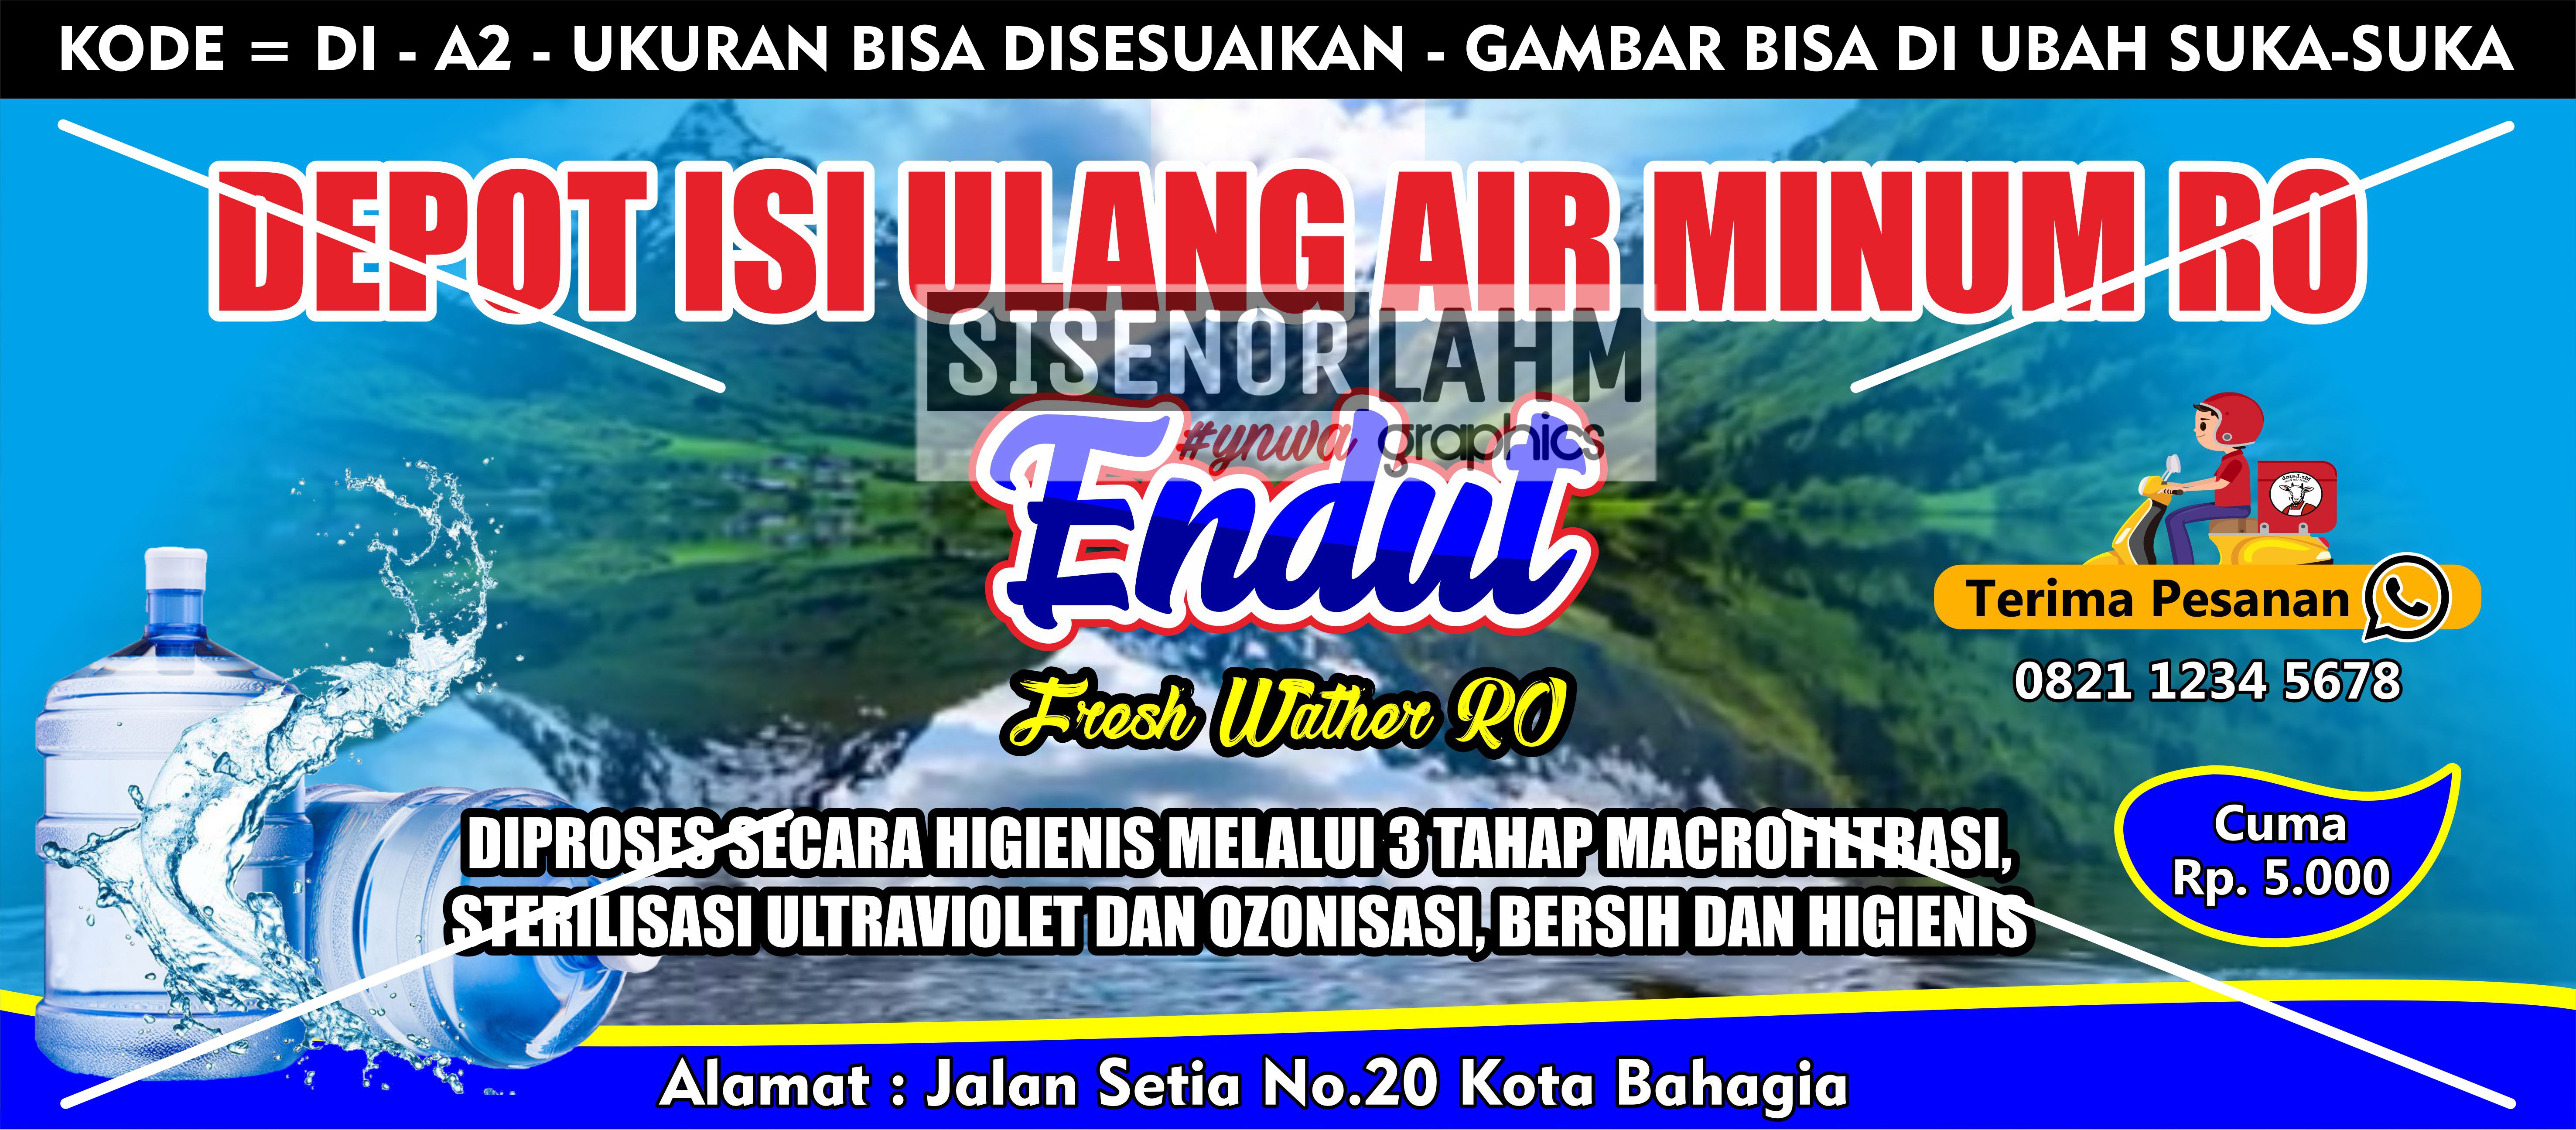 KODE = DI - A2 - UKURAN BISA DISESUAIKAN - GAMBAR BISA DI UBAH SUKA-SUKA
DEPOT ISI ULANG AIR MINUM RO
SISENOR LAHM
#ynwa graphics
Endut
Fresh Wather RO
Terima Pesanan
0821 1234 5678
DIPROSES SECARA HIGIENIS MELALUI 3 TAHAP MACROFILTRASI,
STERILISASI ULTRAVIOLET DAN OZONISASI, BERSIH DAN HIGIENIS
Cuma
Rp. 5.000
Alamat : Jalan Setia No.20 Kota Bahagia